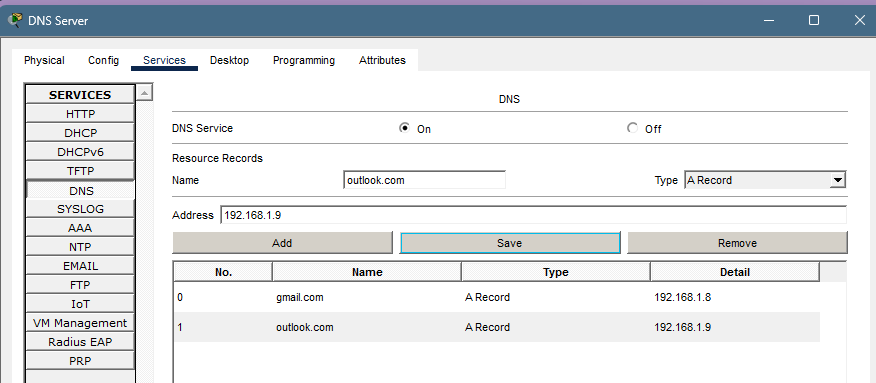 DNS Server
Physical Config Services Desktop Programming Attributes
SERVICES
HTTP
DHCP
DHCPv6
TFTP
DNS
SYSLOG
AAA
NTP
EMAIL
FTP
IoT
VM Management
Radius EAP
PRP
DNS
DNS Service On Off
Resource Records
Name outlook.com Type A Record
Address 192.168.1.9
Add Save Remove
No. Name Type Detail
0 gmail.com A Record 192.168.1.8
1 outlook.com A Record 192.168.1.9